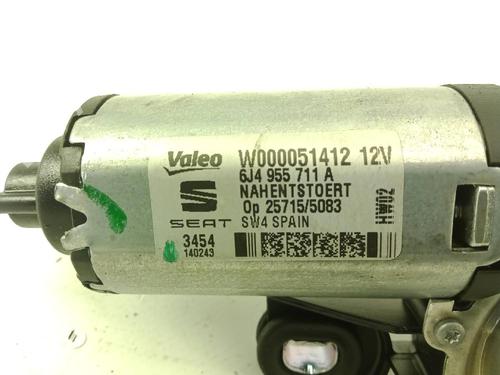 Valeo W000051412 12V
6J4 955 711 A
NAHENTSTOERT
Op 25715/5083
SEAT SW4 SPAIN
HW02
3454
140243